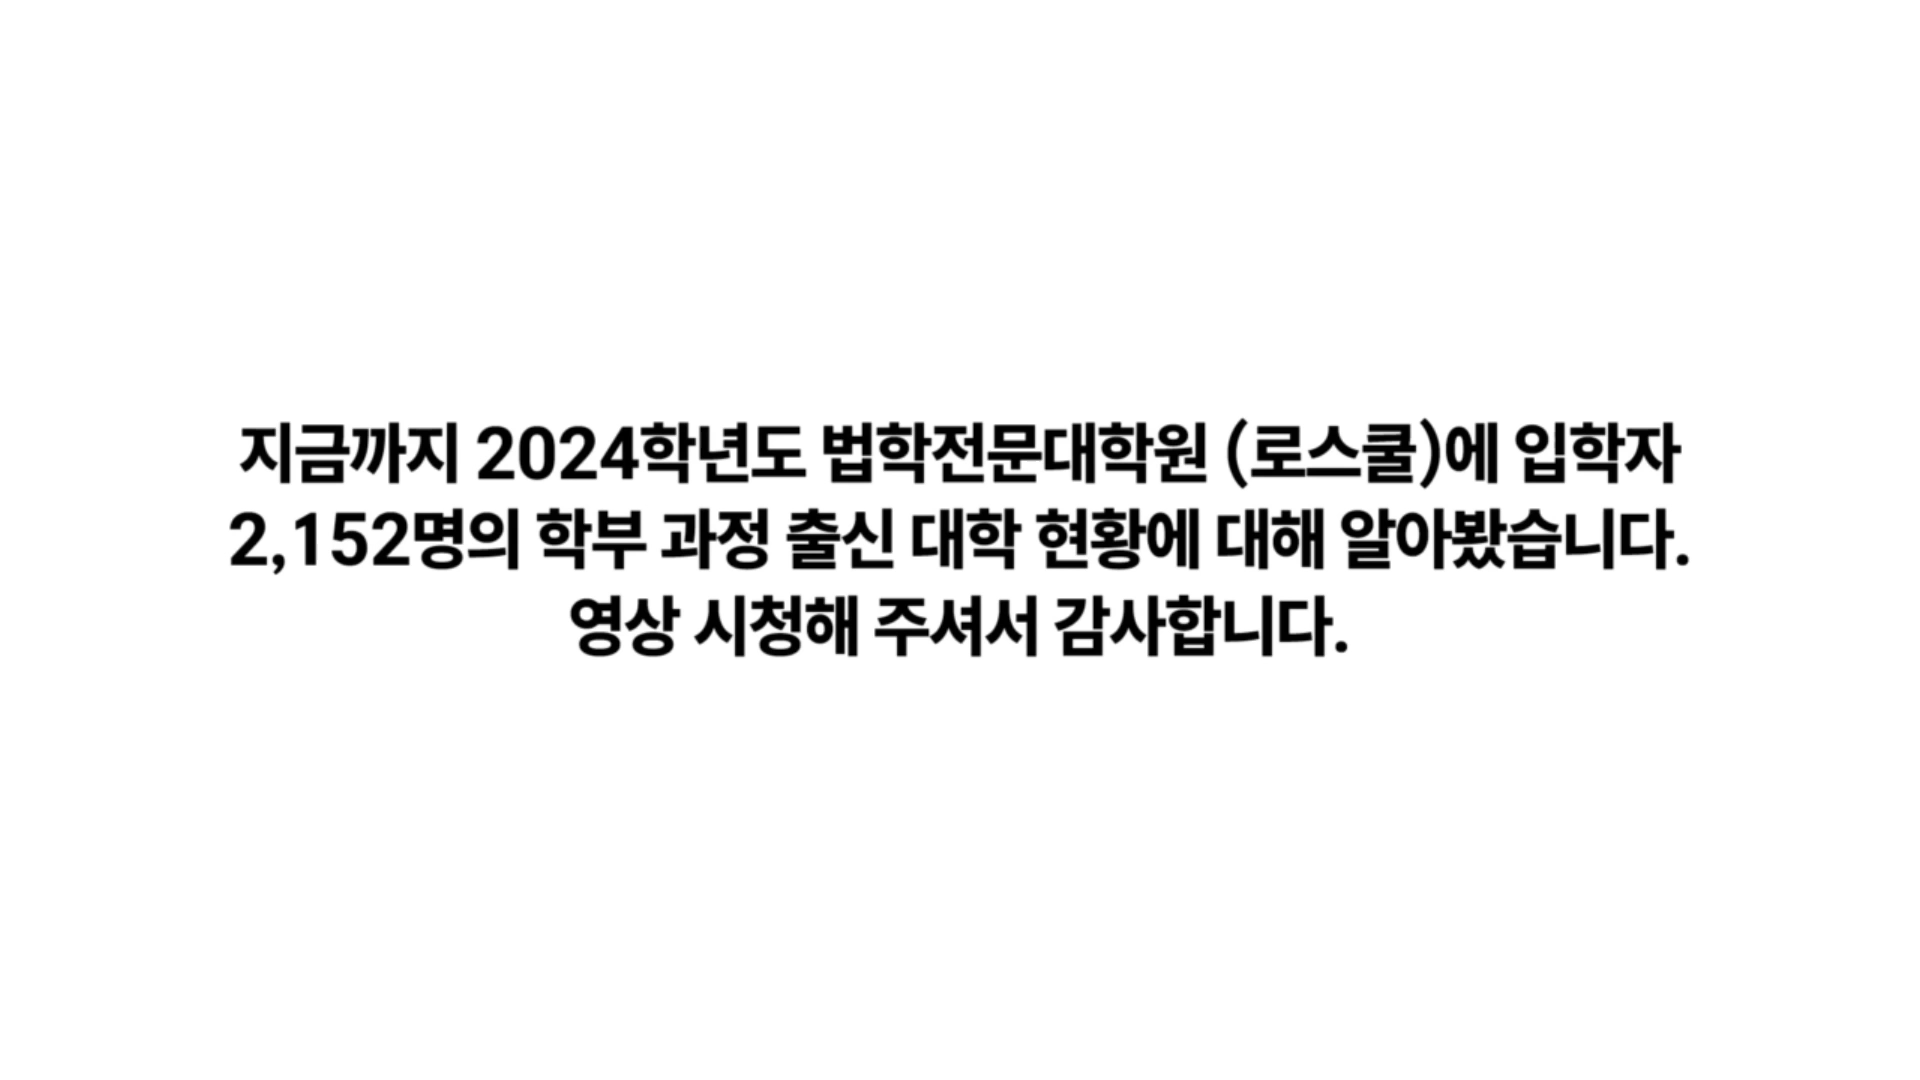 지금까지 2024학년도 법학전문대학원 (로스쿨)에 입학자
2,152명의 학부 과정 출신 대학 현황에 대해 알아봤습니다.
영상 시청해 주셔서 감사합니다.